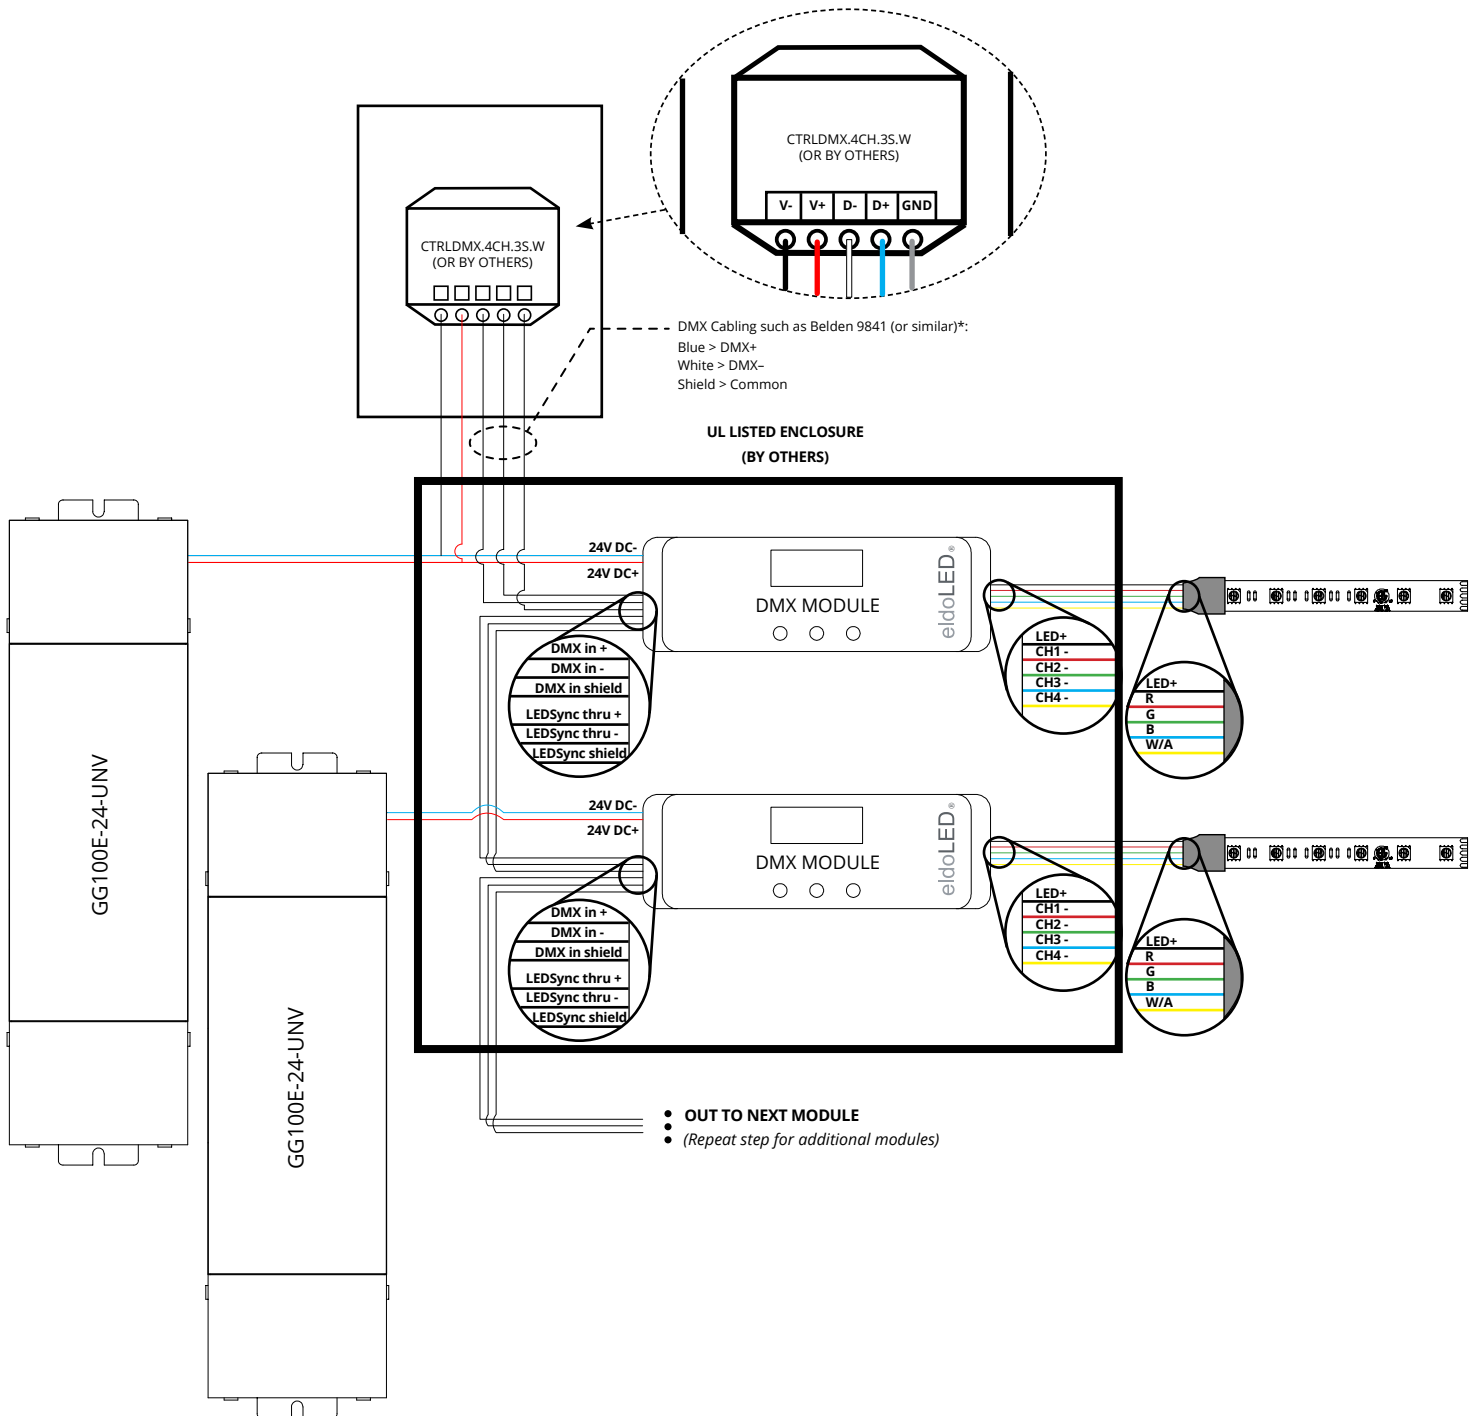 CTRLDMX.4CH.3S.W
(OR BY OTHERS)
V- V+ D- D+ GND
CTRLDMX.4CH.3S.W
(OR BY OTHERS)
DMX Cabling such as Belden 9841 (or similar)*:
Blue > DMX+
White > DMX–
Shield > Common
UL LISTED ENCLOSURE
(BY OTHERS)
24V DC-
24V DC+
DMX MODULE
eldoLED®
DMX in +
DMX in -
DMX in shield
LEDSync thru +
LEDSync thru -
LEDSync shield
LED+
CH1 -
CH2 -
CH3 -
CH4 -
LED+
R
G
B
W/A
GG100E-24-UNV
24V DC-
24V DC+
DMX MODULE
eldoLED®
DMX in +
DMX in -
DMX in shield
LEDSync thru +
LEDSync thru -
LEDSync shield
LED+
CH1 -
CH2 -
CH3 -
CH4 -
LED+
R
G
B
W/A
GG100E-24-UNV
OUT TO NEXT MODULE
(Repeat step for additional modules)